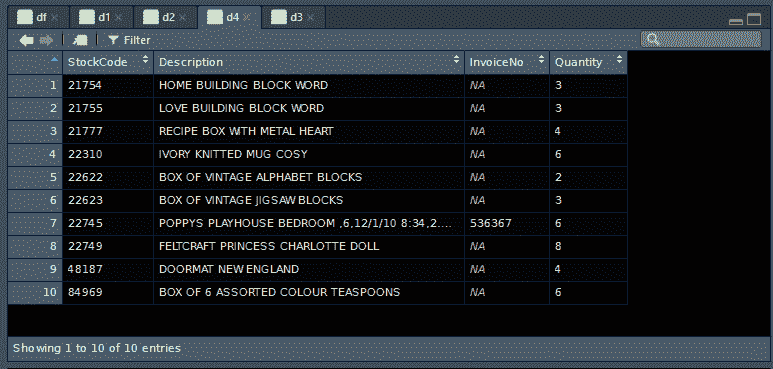 df d1 d2 d4 d3
Filter
StockCode Description InvoiceNo Quantity
1 21754 HOME BUILDING BLOCK WORD NA 3
2 21755 LOVE BUILDING BLOCK WORD NA 3
3 21777 RECIPE BOX WITH METAL HEART NA 4
4 22310 IVORY KNITTED MUG COSY NA 6
5 22622 BOX OF VINTAGE ALPHABET BLOCKS NA 2
6 22623 BOX OF VINTAGE JIGSAW BLOCKS NA 3
7 22745 POPPYS PLAYHOUSE BEDROOM ,6,12/1/10 8:34,2.... 536367 6
8 22749 FELTCRAFT PRINCESS CHARLOTTE DOLL NA 8
9 48187 DOORMAT NEW ENGLAND NA 4
10 84969 BOX OF 6 ASSORTED COLOUR TEASPOONS NA 6
Showing 1 to 10 of 10 entries